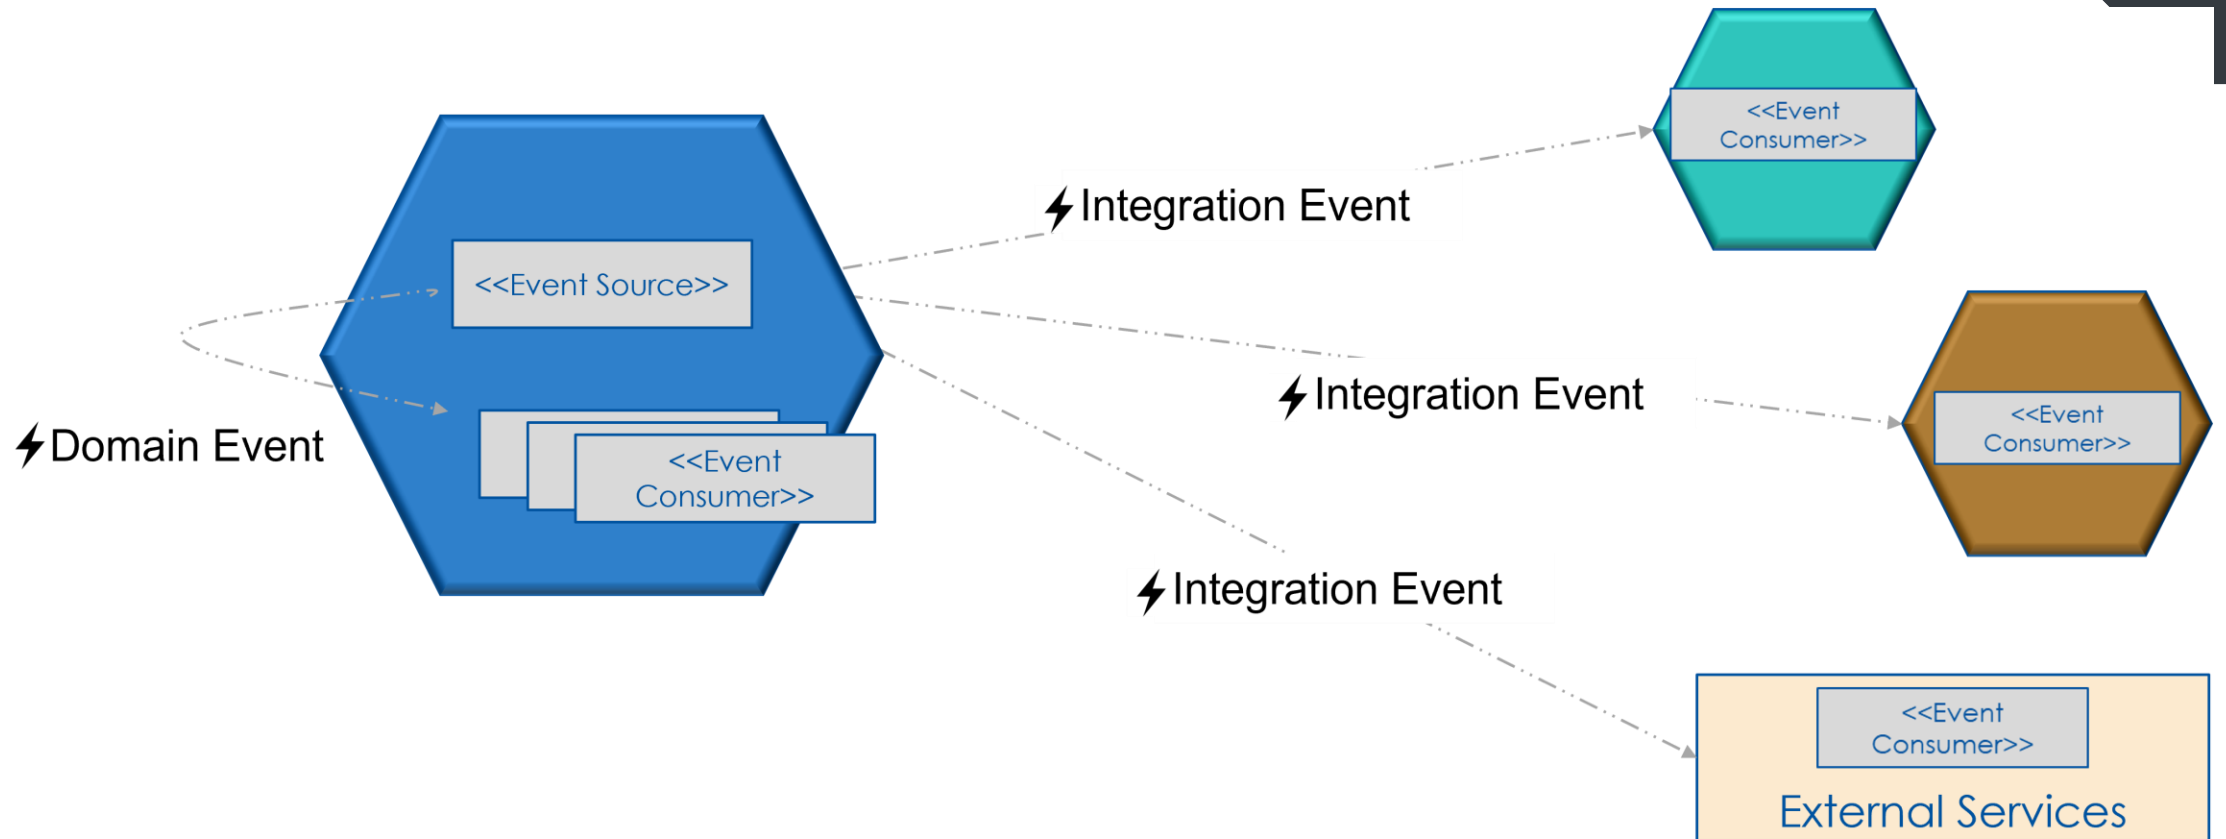 <<Event
Consumer>>
⚡Integration Event
<<Event Source>>
⚡Integration Event
<<Event
Consumer>>
⚡Domain Event
<<Event
Consumer>>
⚡Integration Event
<<Event
Consumer>>
External Services